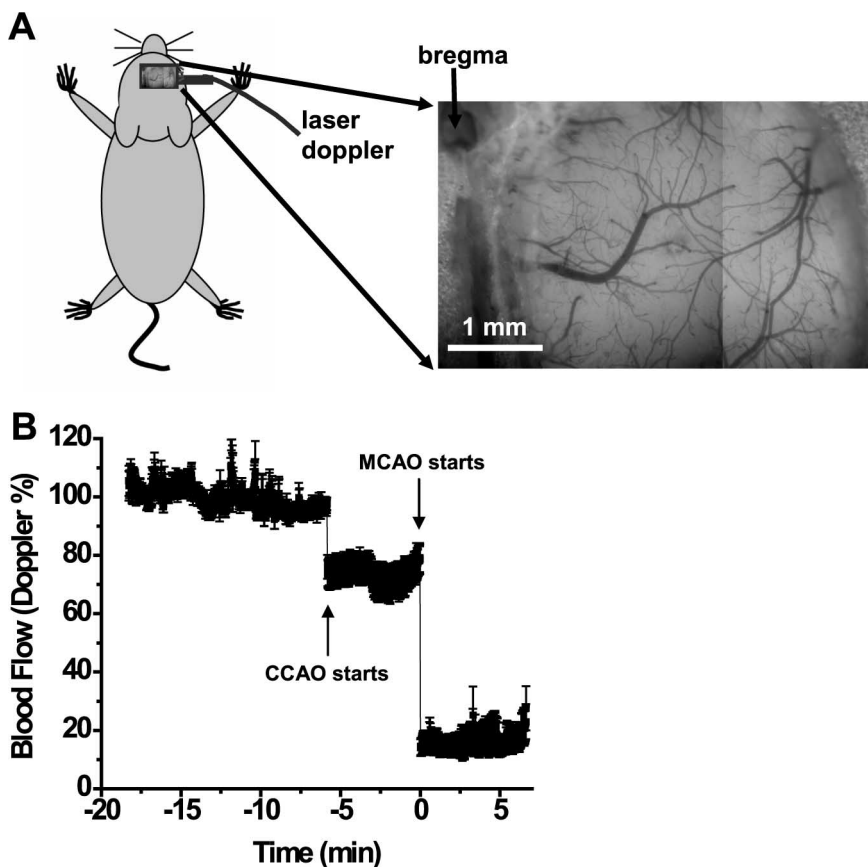 A
bregma
laser
doppler
1 mm
B
120
100
80
60
40
20
0
Blood Flow (Doppler %)
MCAO starts
CCAO starts
-20
-15
-10
-5
0
5
Time (min)